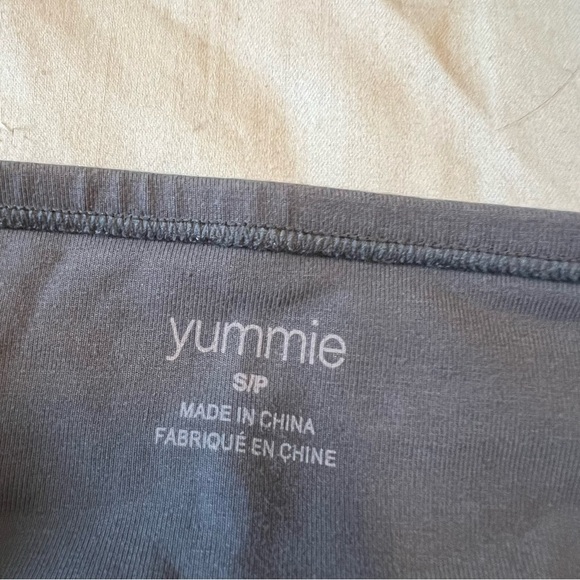 yummie
S/P
MADE IN CHINA
FABRIQUÉ EN CHINE